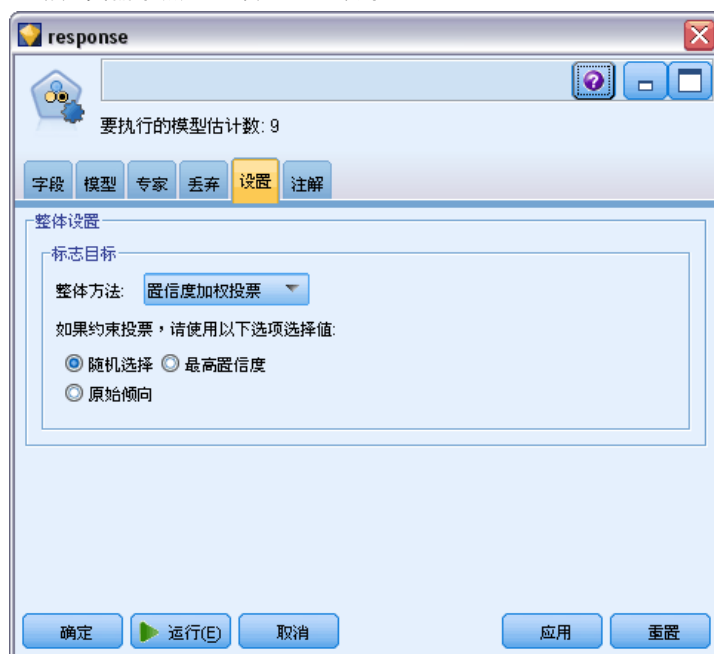 response
要执行的模型估计数: 9
字段 模型 专家 丢弃 设置 注解
整体设置
标志目标
整体方法: 置信度加权投票
如果约束投票，请使用以下选项选择值:
随机选择 最高置信度
原始倾向
确定 运行(E) 取消 应用 重置